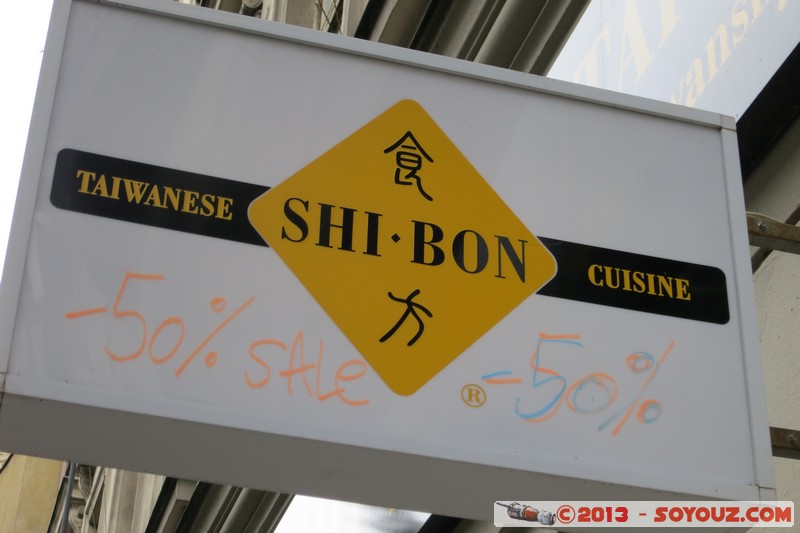 食
TAIWANESE SHI·BON CUISINE
方
-50% SALE ® -50%
©2013 - SOYOUZ.COM